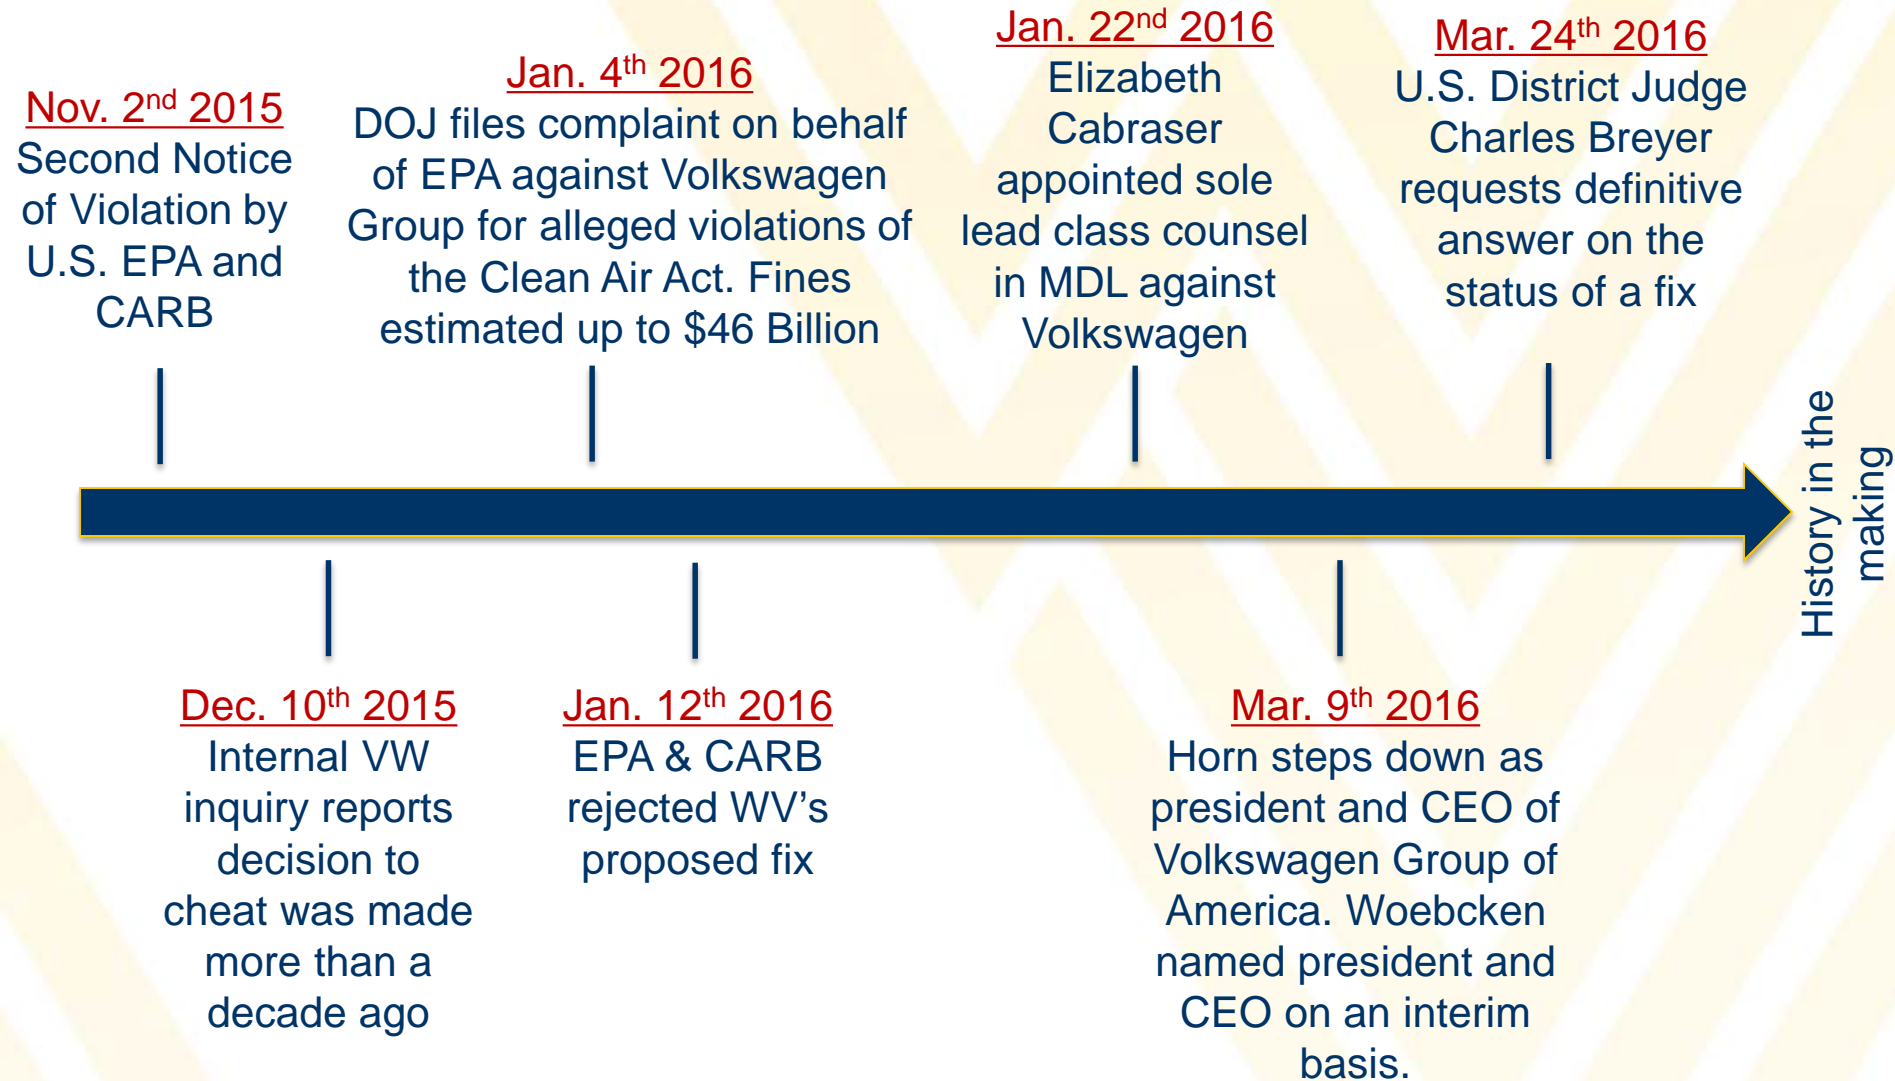 Nov. 2nd 2015
Second Notice
of Violation by
U.S. EPA and
CARB
Jan. 4th 2016
DOJ files complaint on behalf
of EPA against Volkswagen
Group for alleged violations of
the Clean Air Act. Fines
estimated up to $46 Billion
Jan. 22nd 2016
Elizabeth
Cabraser
appointed sole
lead class counsel
in MDL against
Volkswagen
Mar. 24th 2016
U.S. District Judge
Charles Breyer
requests definitive
answer on the
status of a fix
History in the
making
Dec. 10th 2015
Internal VW
inquiry reports
decision to
cheat was made
more than a
decade ago
Jan. 12th 2016
EPA & CARB
rejected WV’s
proposed fix
Mar. 9th 2016
Horn steps down as
president and CEO of
Volkswagen Group of
America. Woebcken
named president and
CEO on an interim
basis.